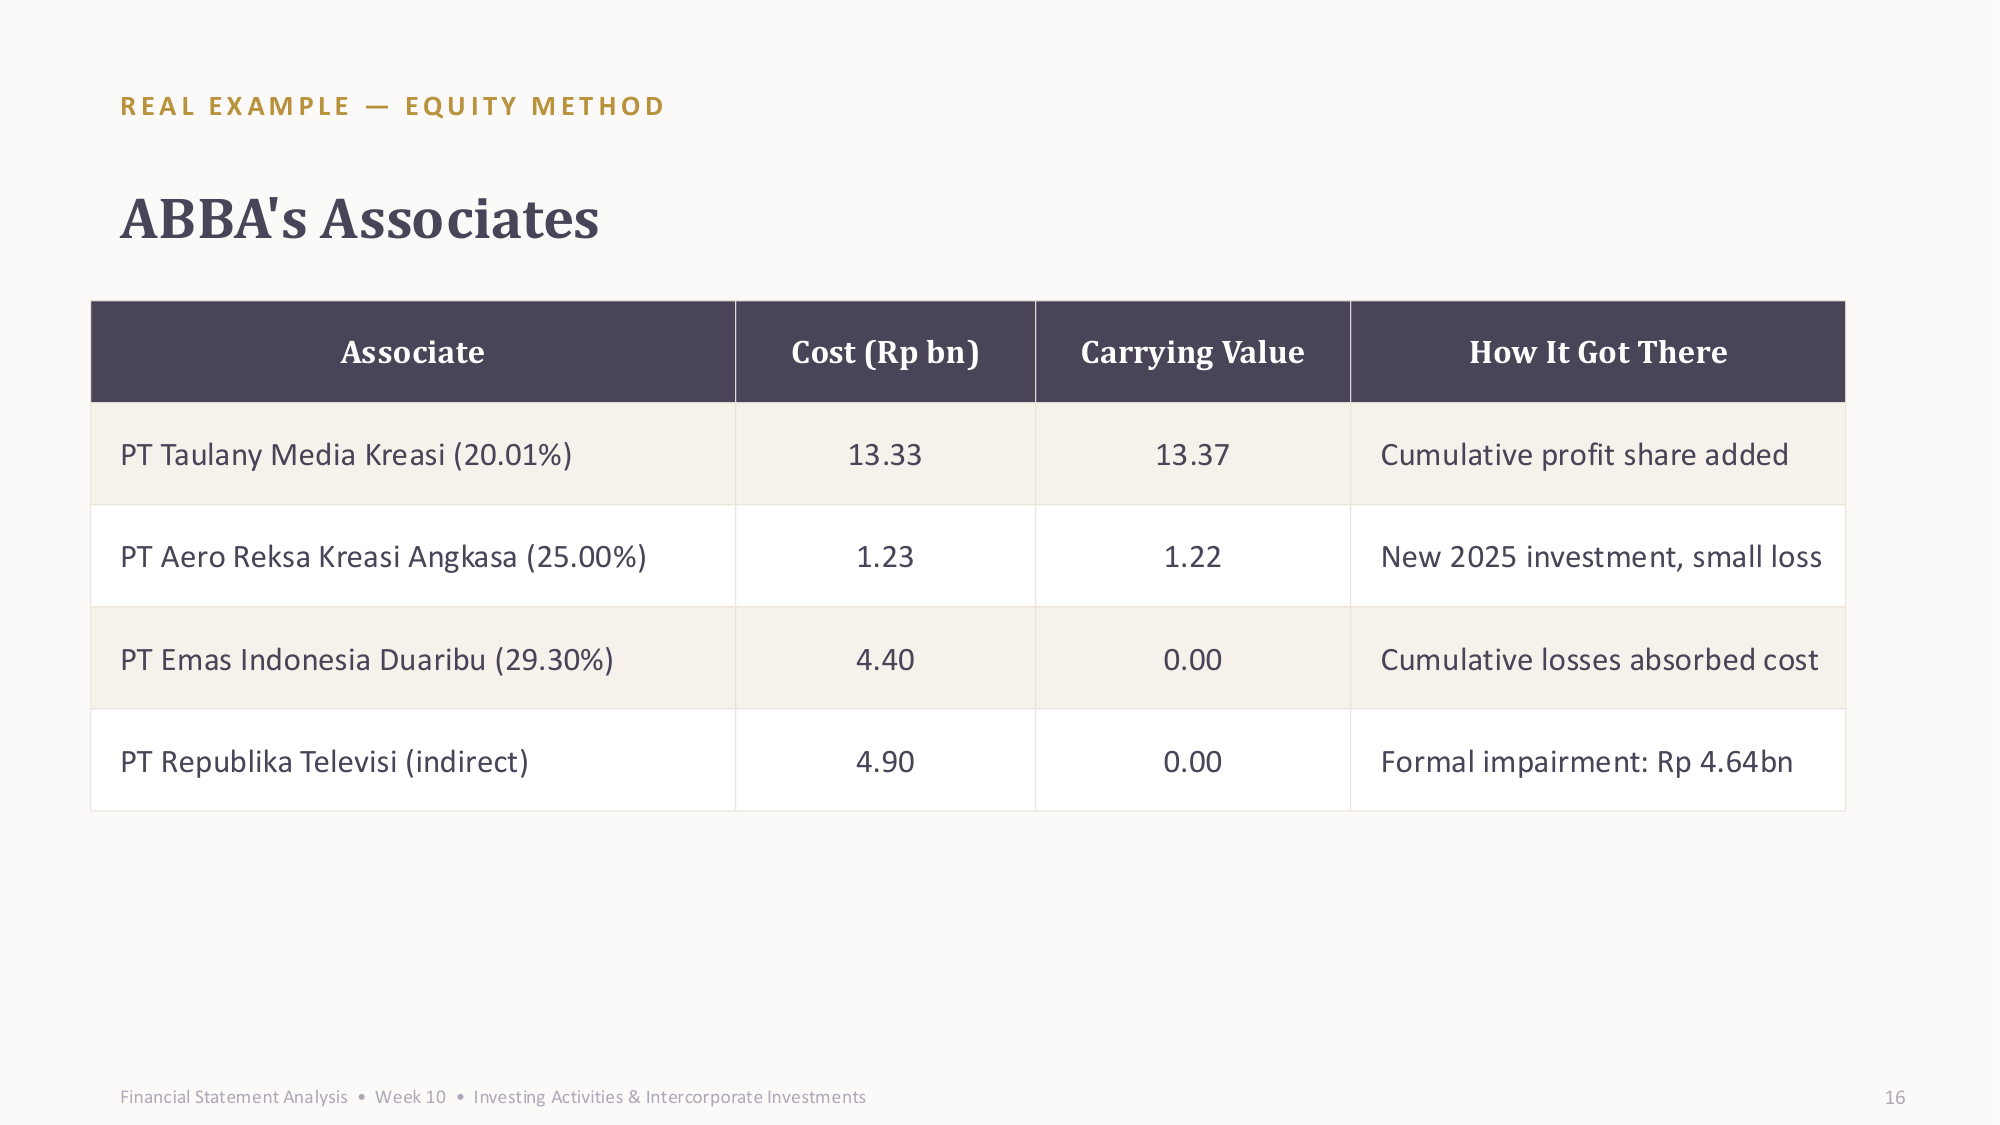 REAL EXAMPLE — EQUITY METHOD
ABBA's Associates
Associate Cost (Rp bn) Carrying Value How It Got There
PT Taulany Media Kreasi (20.01%) 13.33 13.37 Cumulative profit share added
PT Aero Reksa Kreasi Angkasa (25.00%) 1.23 1.22 New 2025 investment, small loss
PT Emas Indonesia Duaribu (29.30%) 4.40 0.00 Cumulative losses absorbed cost
PT Republika Televisi (indirect) 4.90 0.00 Formal impairment: Rp 4.64bn
Financial Statement Analysis • Week 10 • Investing Activities & Intercorporate Investments 16